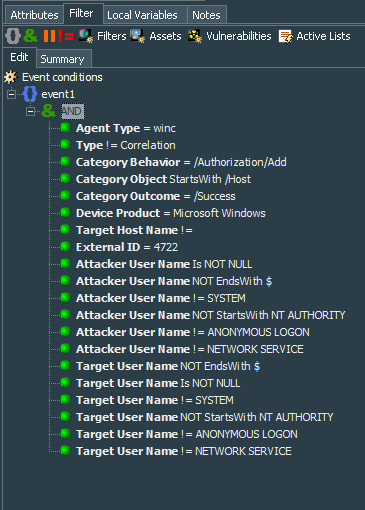 Attributes Filter Local Variables Notes
Filters Assets Vulnerabilities Active Lists
Edit Summary
Event conditions
event1
& AND
Agent Type = winc
Type != Correlation
Category Behavior = /Authorization/Add
Category Object StartsWith /Host
Category Outcome = /Success
Device Product = Microsoft Windows
Target Host Name !=
External ID = 4722
Attacker User Name Is NOT NULL
Attacker User Name NOT EndsWith $
Attacker User Name != SYSTEM
Attacker User Name NOT StartsWith NT AUTHORITY
Attacker User Name != ANONYMOUS LOGON
Attacker User Name != NETWORK SERVICE
Target User Name NOT EndsWith $
Target User Name Is NOT NULL
Target User Name != SYSTEM
Target User Name NOT StartsWith NT AUTHORITY
Target User Name != ANONYMOUS LOGON
Target User Name != NETWORK SERVICE